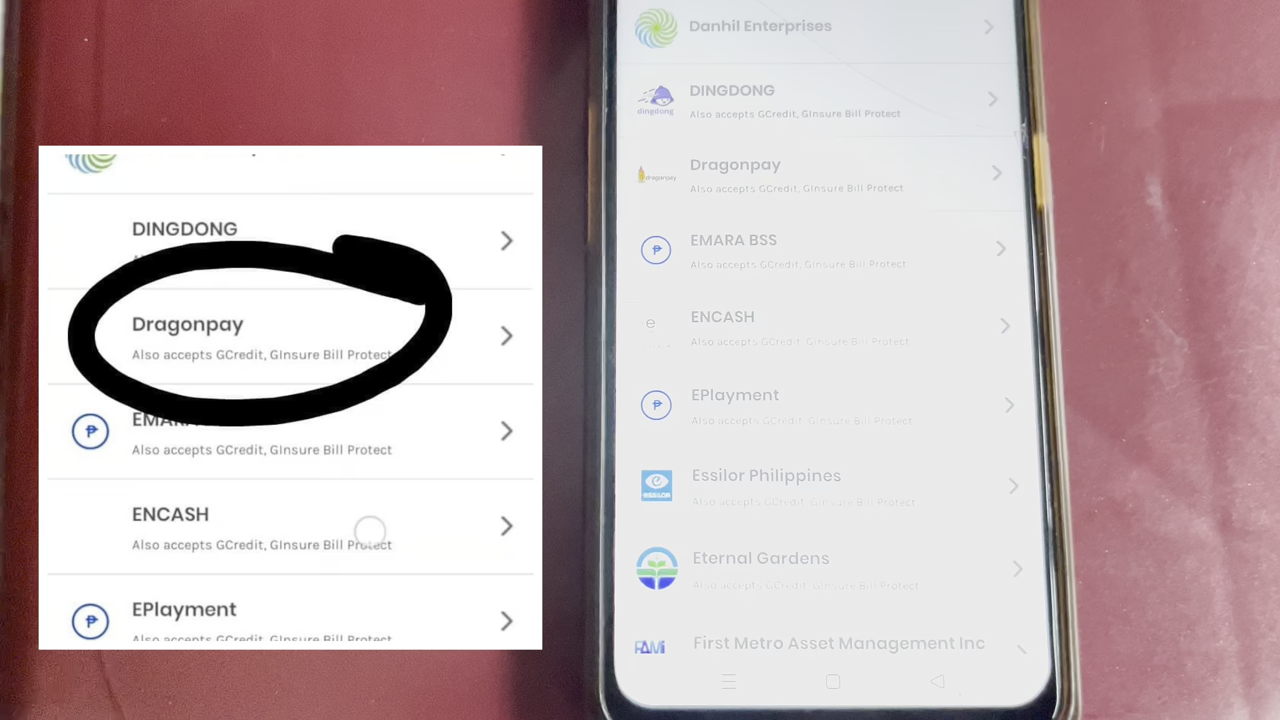 DINGDONG
Dragonpay
Also accepts GCredit, GInsure Bill Protect
Also accepts GCredit, GInsure Bill Protect
ENCASH
Also accepts GCredit, GInsure Bill Protect
EPlayment
Also accepts GCredit, GInsure Bill Protect
Danhil Enterprises
DINGDONG
dingdong
Also accepts GCredit, GInsure Bill Protect
Dragonpay
dragonpay
Also accepts GCredit, GInsure Bill Protect
EMARA BSS
Also accepts GCredit, GInsure Bill Protect
ENCASH
e
Also accepts GCredit, GInsure Bill Protect
EPlayment
Also accepts GCredit, GInsure Bill Protect
Essilor Philippines
essilor
Also accepts GCredit, GInsure Bill Protect
Eternal Gardens
Also accepts GCredit, GInsure Bill Protect
First Metro Asset Management Inc
FAMI